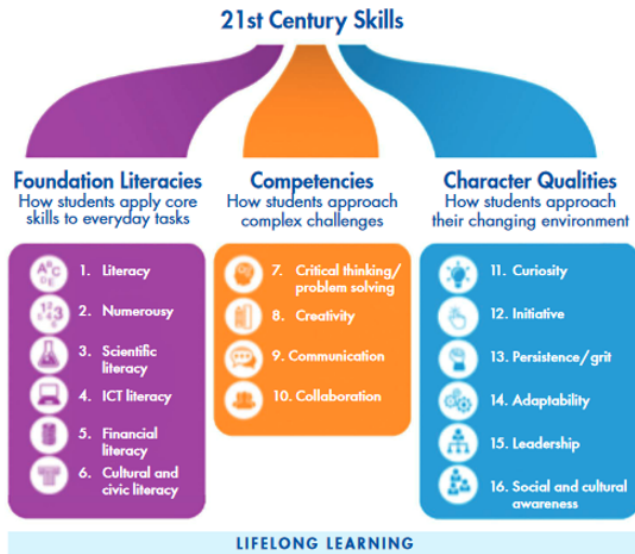 21st Century Skills
Foundation Literacies
How students apply core
skills to everyday tasks
A B C
D E
1. Literacy
1 2
3
2. Numerousy
3. Scientific
literacy
4. ICT literacy
5. Financial
literacy
6. Cultural and
civic literacy
Competencies
How students approach
complex challenges
7. Critical thinking/
problem solving
8. Creativity
9. Communication
10. Collaboration
Character Qualities
How students approach
their changing environment
11. Curiosity
12. Initiative
13. Persistence/grit
14. Adaptability
15. Leadership
16. Social and cultural
awareness
LIFELONG LEARNING